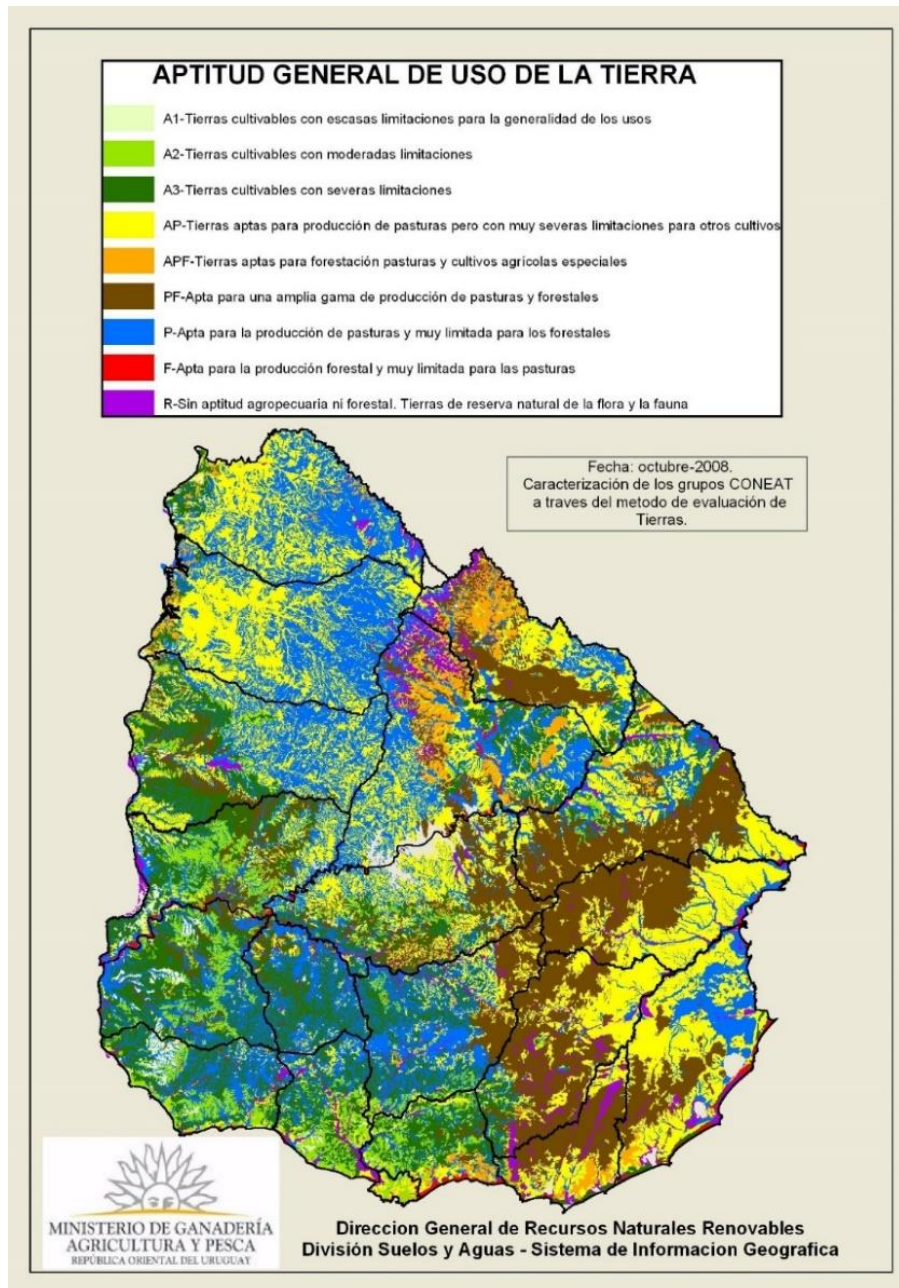 APTITUD GENERAL DE USO DE LA TIERRA
A1-Tierras cultivables con escasas limitaciones para la generalidad de los usos
A2-Tierras cultivables con moderadas limitaciones
A3-Tierras cultivables con severas limitaciones
AP-Tierras aptas para producción de pasturas pero con muy severas limitaciones para otros cultivos
APF-Tierras aptas para forestación pasturas y cultivos agrícolas especiales
PF-Apta para una amplia gama de producción de pasturas y forestales
P-Apta para la producción de pasturas y muy limitada para los forestales
F-Apta para la producción forestal y muy limitada para las pasturas
R-Sin aptitud agropecuaria ni forestal. Tierras de reserva natural de la flora y la fauna
Fecha: octubre-2008.
Caracterización de los grupos CONEAT
a traves del metodo de evaluación de
Tierras.
MINISTERIO DE GANADERÍA
AGRICULTURA Y PESCA
REPÚBLICA ORIENTAL DEL URUGUAY
Direccion General de Recursos Naturales Renovables
División Suelos y Aguas - Sistema de Informacion Geografica